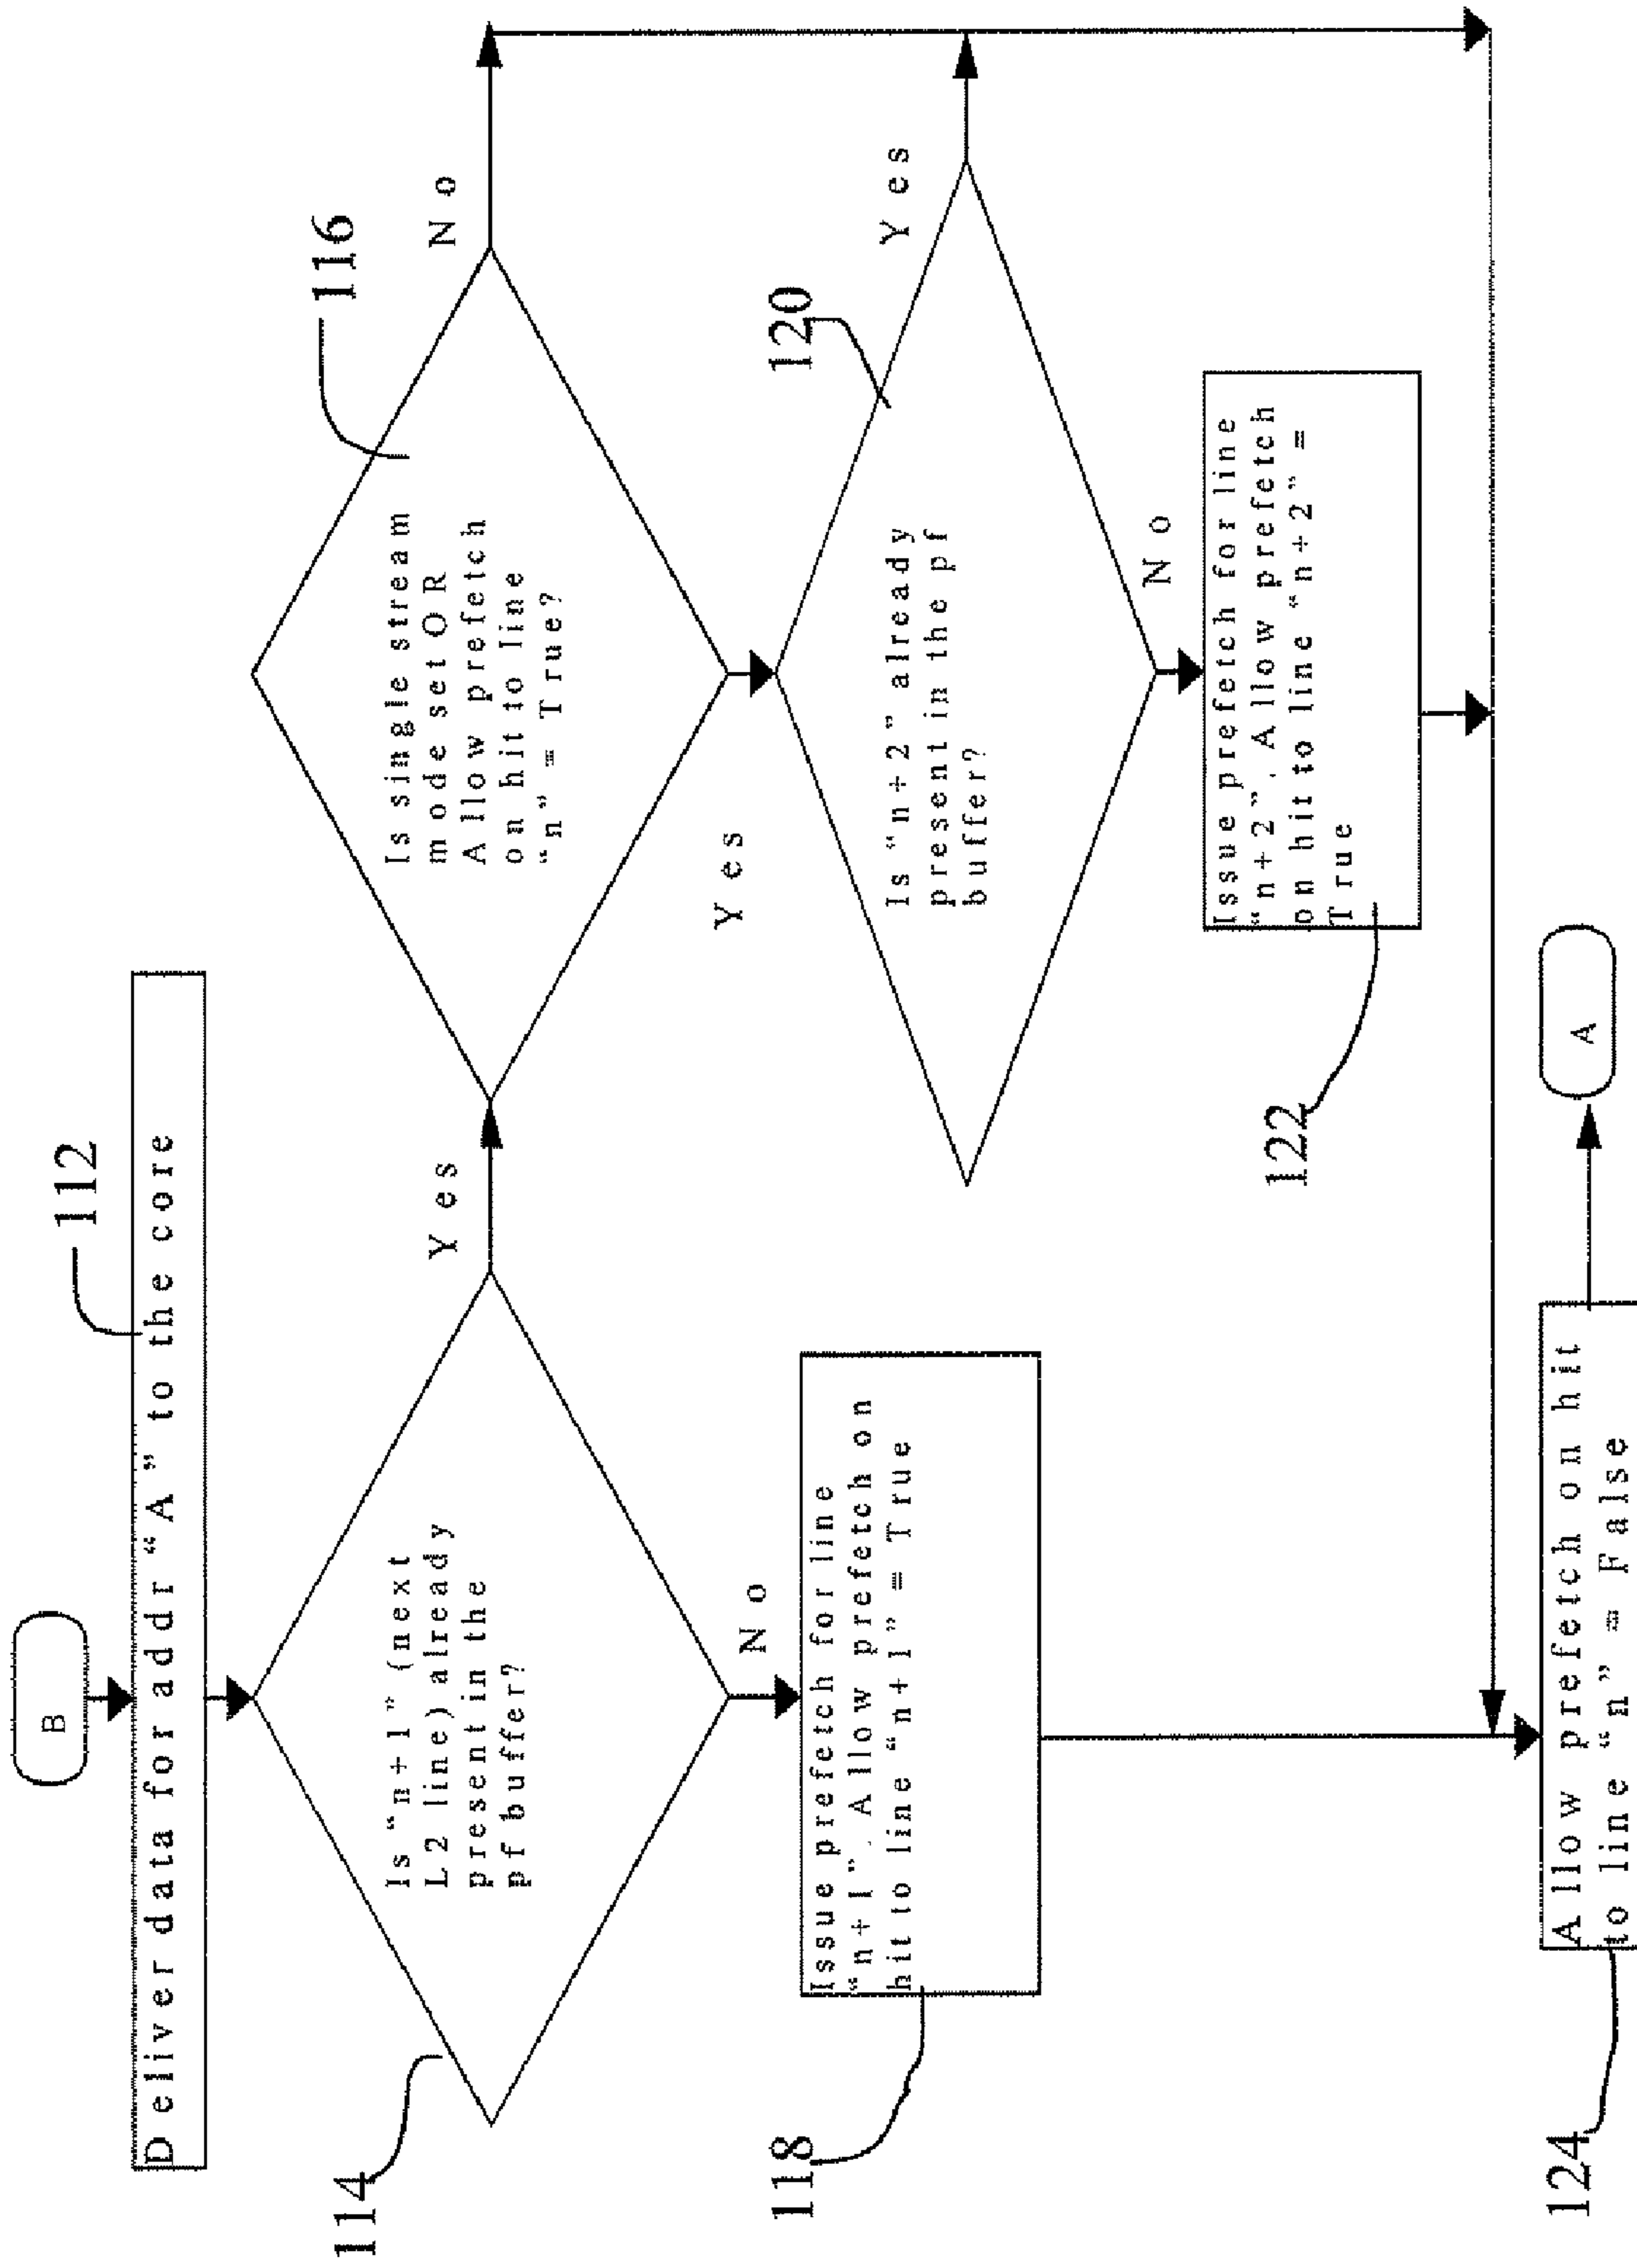 B
112
Deliver data for addr “A” to the core
114
Is “n+1” (next
L2 line) already
present in the
pf buffer?
Yes
116
Is single stream
mode set OR
Allow prefetch
on hit to line
“n” = True?
No
No
Yes
118
Issue prefetch for line
“n+1”. Allow prefetch on
hit to line “n+1” = True
120
Is “n+2” already
present in the pf
buffer?
Yes
No
122
Issue prefetch for line
“n+2”. Allow prefetch
on hit to line “n+2” =
True
124
Allow prefetch on hit
to line “n” = False
A